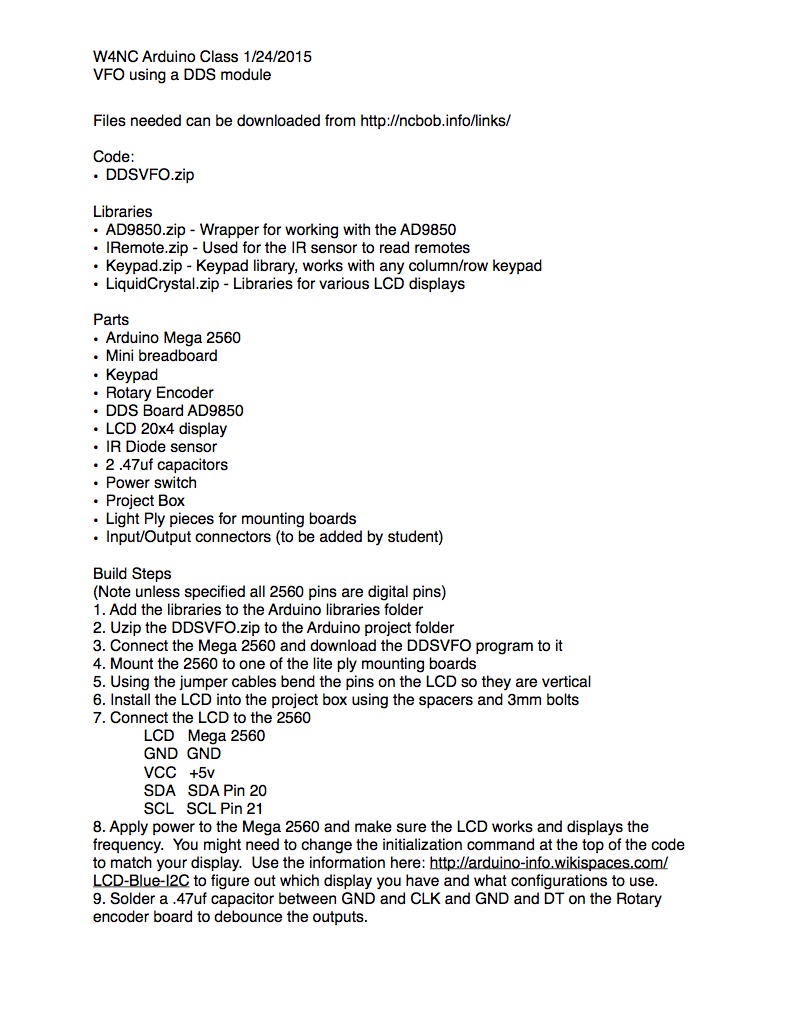 W4NC Arduino Class 1/24/2015
VFO using a DDS module
Files needed can be downloaded from http://ncbob.info/links/
Code:
• DDSVFO.zip
Libraries
• AD9850.zip - Wrapper for working with the AD9850
• IRemote.zip - Used for the IR sensor to read remotes
• Keypad.zip - Keypad library, works with any column/row keypad
• LiquidCrystal.zip - Libraries for various LCD displays
Parts
• Arduino Mega 2560
• Mini breadboard
• Keypad
• Rotary Encoder
• DDS Board AD9850
• LCD 20x4 display
• IR Diode sensor
• 2 .47uf capacitors
• Power switch
• Project Box
• Light Ply pieces for mounting boards
• Input/Output connectors (to be added by student)
Build Steps
(Note unless specified all 2560 pins are digital pins)
1. Add the libraries to the Arduino libraries folder
2. Uzip the DDSVFO.zip to the Arduino project folder
3. Connect the Mega 2560 and download the DDSVFO program to it
4. Mount the 2560 to one of the lite ply mounting boards
5. Using the jumper cables bend the pins on the LCD so they are vertical
6. Install the LCD into the project box using the spacers and 3mm bolts
7. Connect the LCD to the 2560
LCD Mega 2560
GND GND
VCC +5v
SDA SDA Pin 20
SCL SCL Pin 21
8. Apply power to the Mega 2560 and make sure the LCD works and displays the
frequency. You might need to change the initialization command at the top of the code
to match your display. Use the information here: http://arduino-info.wikispaces.com/
LCD-Blue-I2C to figure out which display you have and what configurations to use.
9. Solder a .47uf capacitor between GND and CLK and GND and DT on the Rotary
encoder board to debounce the outputs.